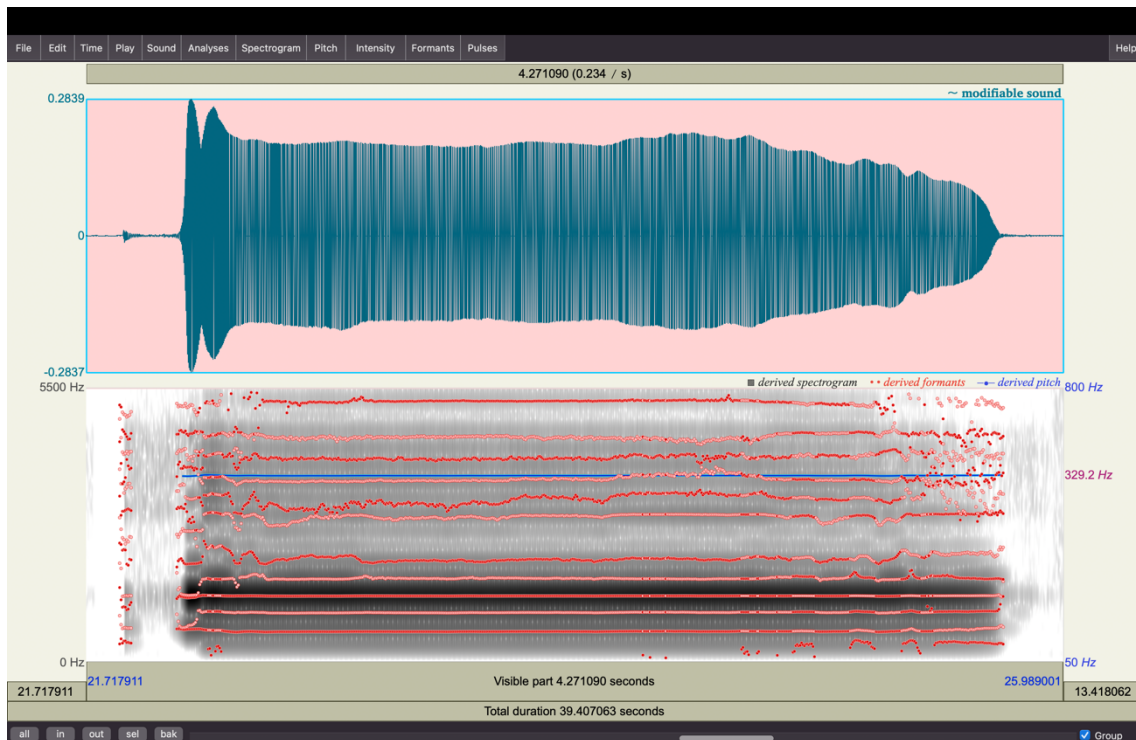 File Edit Time Play Sound Analyses Spectrogram Pitch Intensity Formants Pulses Help
4.271090 (0.234 / s)
0.2839 ~ modifiable sound
0
-0.2837
5500 Hz derived spectrogram derived formants derived pitch 800 Hz
329.2 Hz
0 Hz 50 Hz
21.717911 Visible part 4.271090 seconds 25.989001
21.717911 13.418062
Total duration 39.407063 seconds
all in out sel bak Group